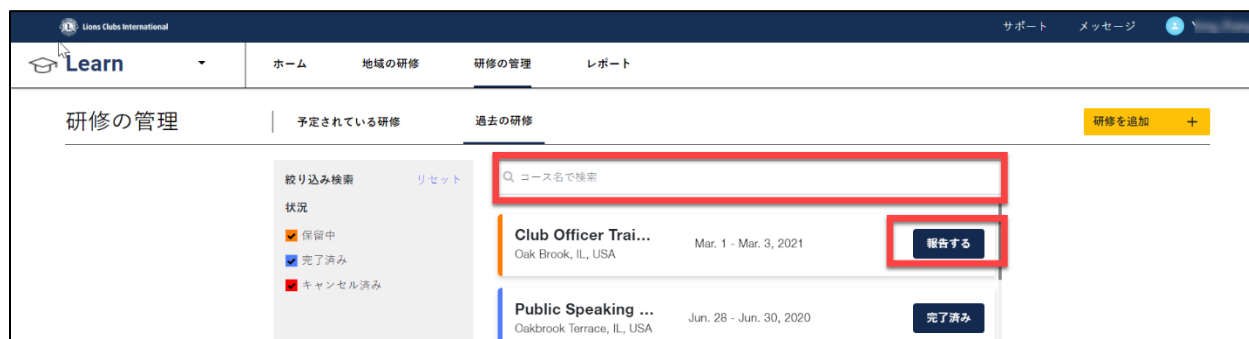 Lions Clubs International
サポート メッセージ
Learn ホーム 地域の研修 研修の管理 レポート
研修の管理 予定されている研修 過去の研修 研修を追加 +
絞り込み検索 リセット
コース名で検索
状況
保留中
完了済み
キャンセル済み
Club Officer Trai... Mar. 1 - Mar. 3, 2021 報告する
Oak Brook, IL, USA
Public Speaking ... Jun. 28 - Jun. 30, 2020 完了済み
Oakbrook Terrace, IL, USA